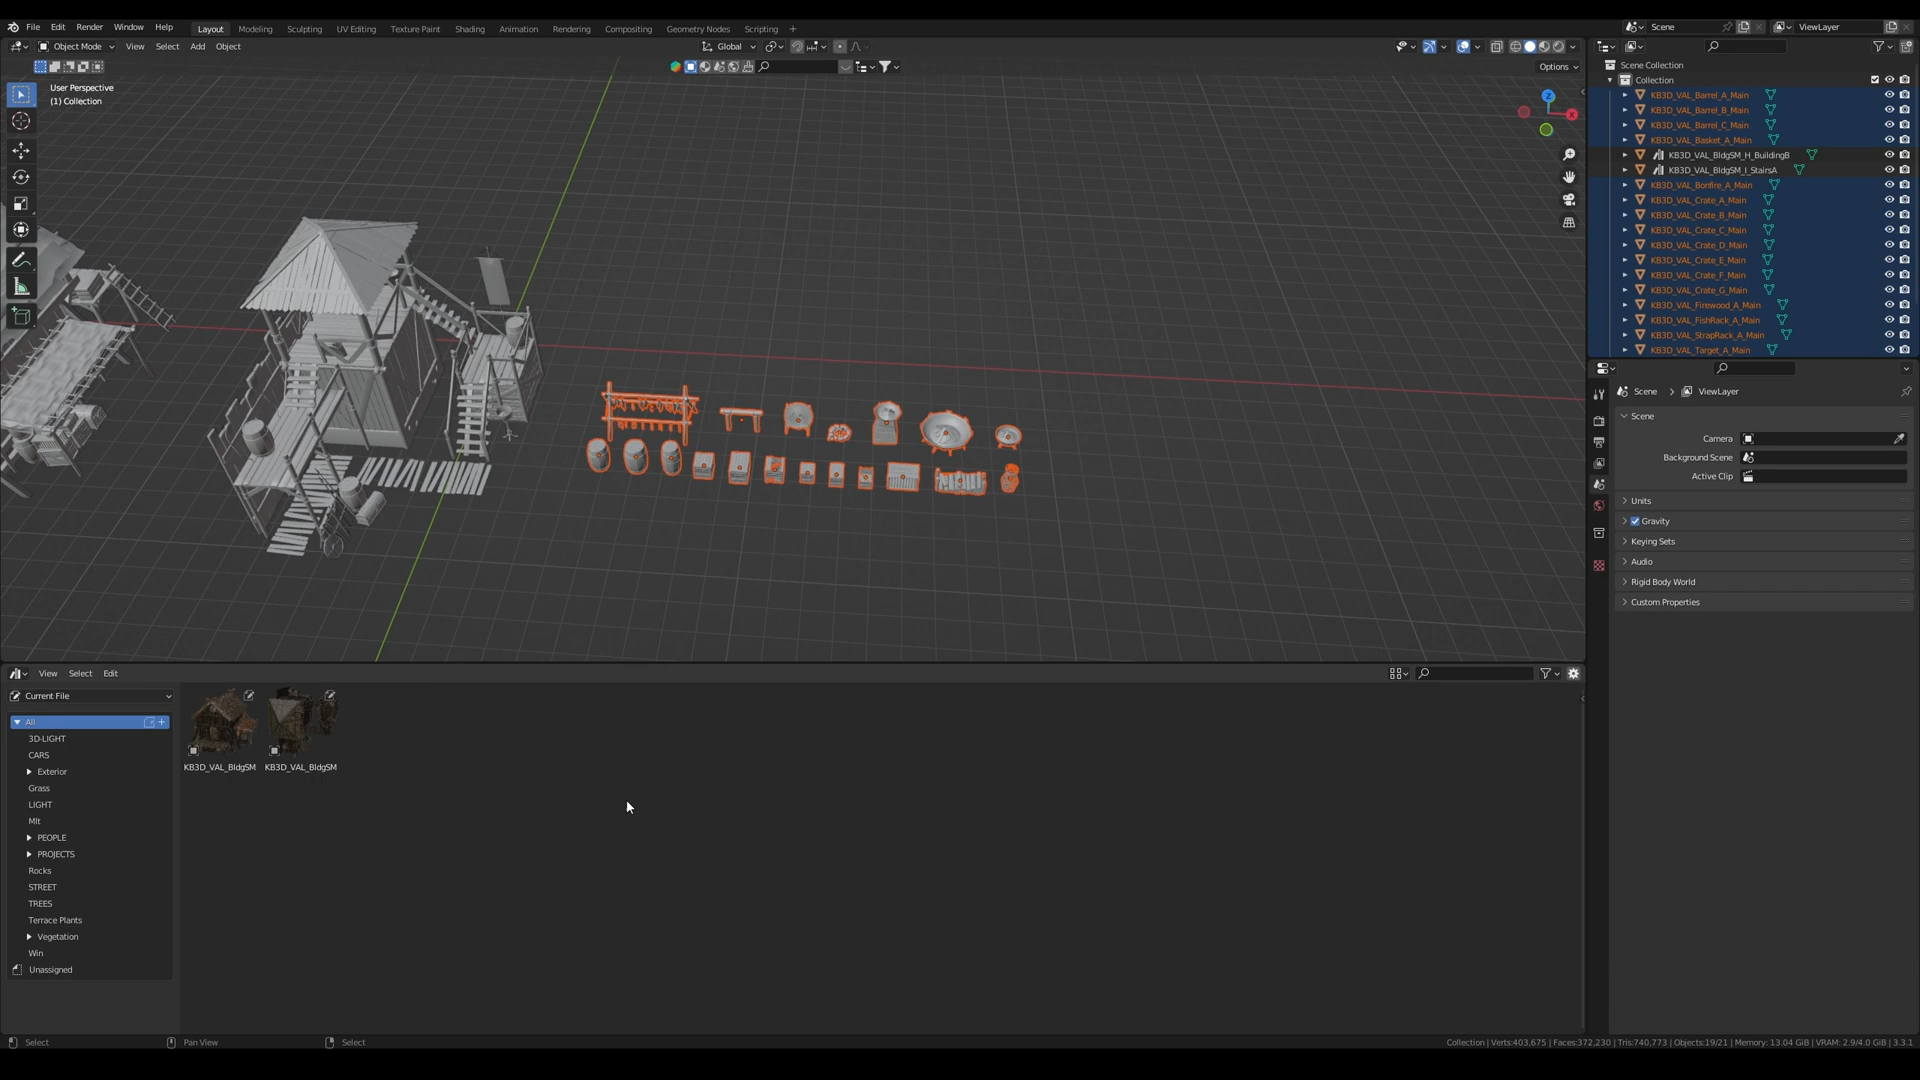 File Edit Render Window Help Layout Modeling Sculpting UV Editing Texture Paint Shading Animation Rendering Compositing Geometry Nodes Scripting + Scene ViewLayer
Object Mode View Select Add Object Global
Options
User Perspective
(1) Collection
Z
X
Scene Collection
Collection
KB3D_VAL_Barrel_A_Main
KB3D_VAL_Barrel_B_Main
KB3D_VAL_Barrel_C_Main
KB3D_VAL_Basket_A_Main
KB3D_VAL_BldgSM_H_BuildingB
KB3D_VAL_BldgSM_I_StairsA
KB3D_VAL_Bonfire_A_Main
KB3D_VAL_Crate_A_Main
KB3D_VAL_Crate_B_Main
KB3D_VAL_Crate_C_Main
KB3D_VAL_Crate_D_Main
KB3D_VAL_Crate_E_Main
KB3D_VAL_Crate_F_Main
KB3D_VAL_Crate_G_Main
KB3D_VAL_Firewood_A_Main
KB3D_VAL_FishRack_A_Main
KB3D_VAL_StrapRack_A_Main
KB3D_VAL_Target_A_Main
Scene ViewLayer
Scene
Camera
Background Scene
Active Clip
Units
Gravity
Keying Sets
Audio
Rigid Body World
Custom Properties
View Select Edit
Current File
All
3D-LIGHT
CARS
Exterior
Grass
LIGHT
Mlt
PEOPLE
PROJECTS
Rocks
STREET
TREES
Terrace Plants
Vegetation
Win
Unassigned
KB3D_VAL_BldgSM KB3D_VAL_BldgSM
Select Pan View Select Collection | Verts:403,675 | Faces:372,230 | Tris:740,773 | Objects:19/21 | Memory: 13.04 GiB | VRAM: 2.9/4.0 GiB | 3.3.1